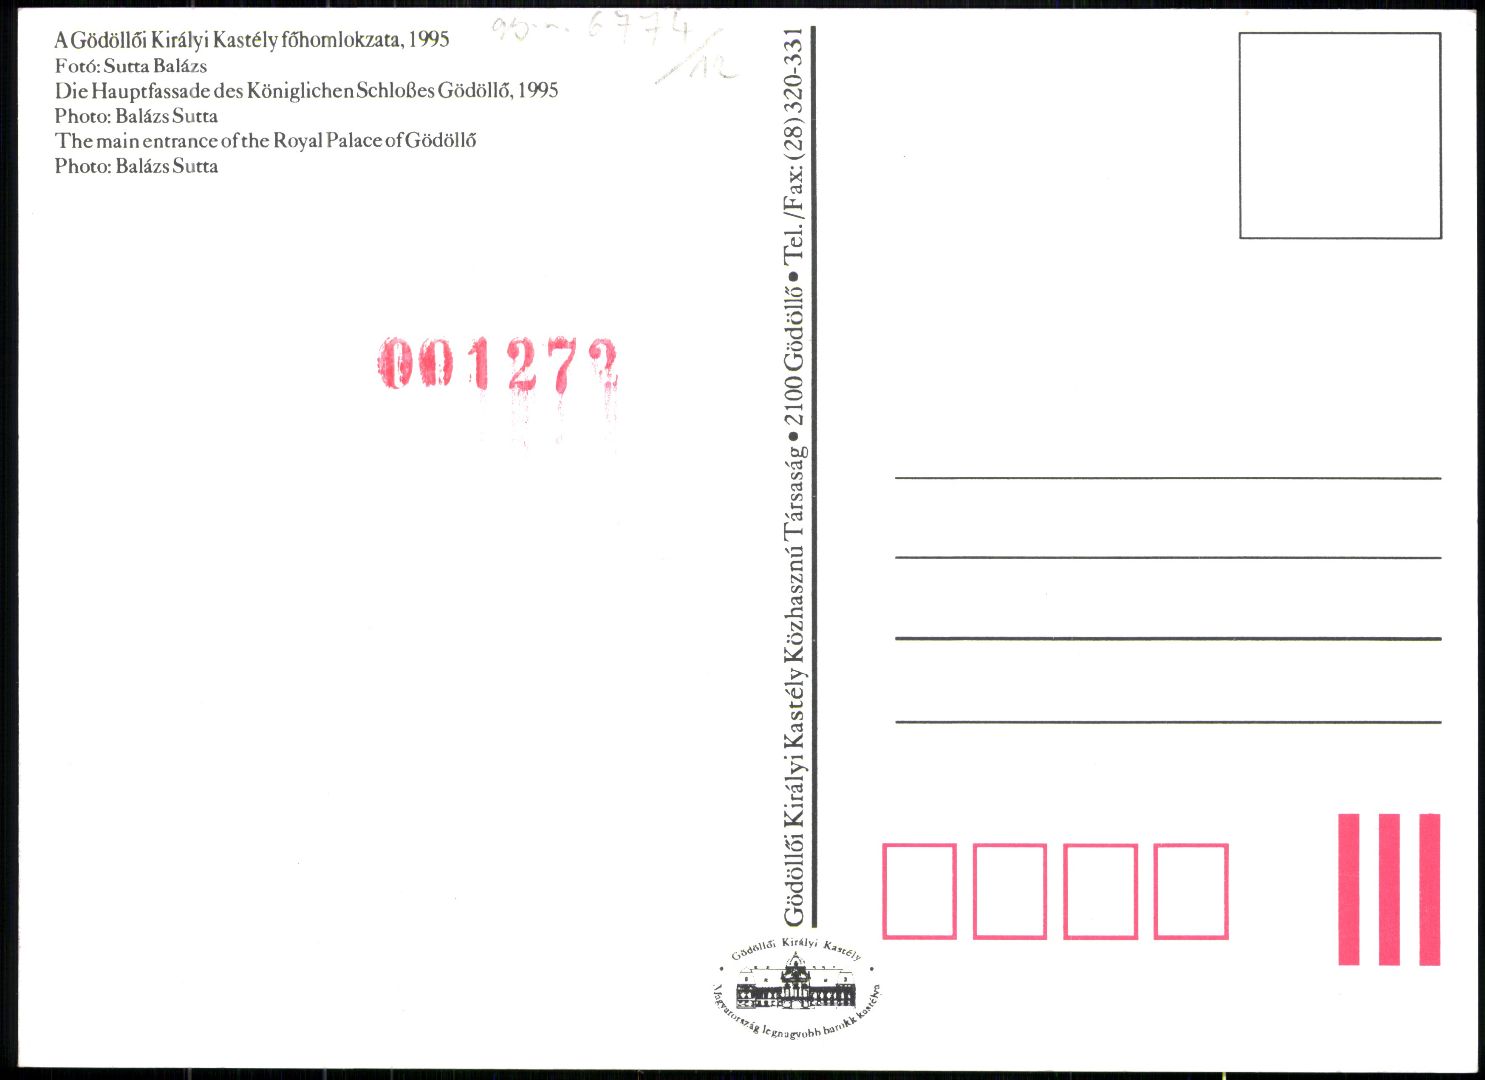 A Gödöllői Királyi Kastély főhomlokzata, 1995
Fotó: Sutta Balázs
Die Hauptfassade des Königlichen Schloßes Gödöllő, 1995
Photo: Balázs Sutta
The main entrance of the Royal Palace of Gödöllő
Photo: Balázs Sutta
6774
/12
001272
Gödöllői Királyi Kastély Közhasznú Társaság • 2100 Gödöllő • Tel./Fax: (28) 320-331
Gödöllői Királyi Kastély
• Magyarország legnagyobb barokk kastélya •